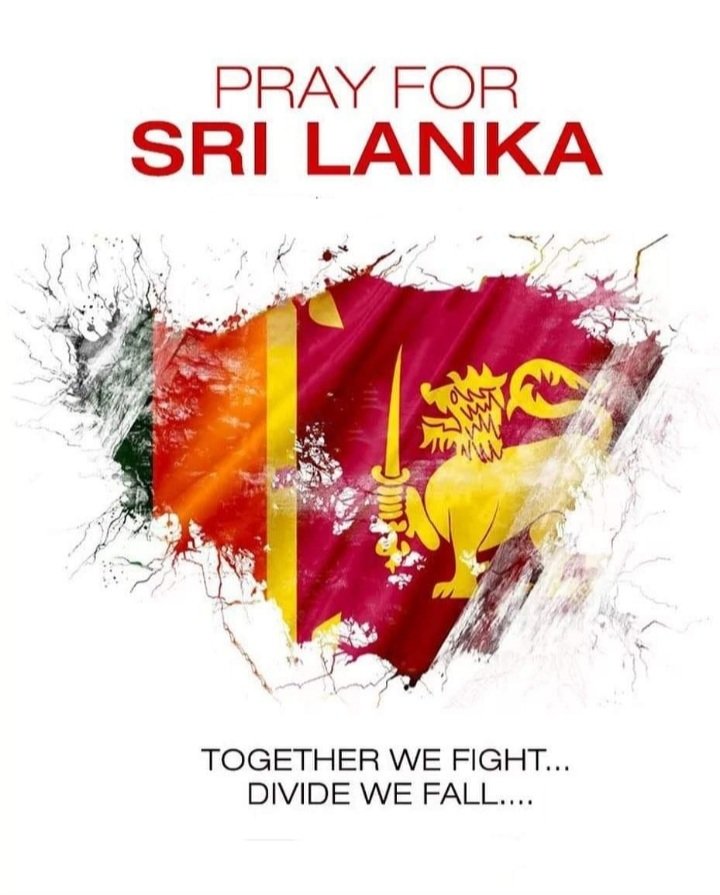 PRAY FOR
SRI LANKA
TOGETHER WE FIGHT...
DIVIDE WE FALL....